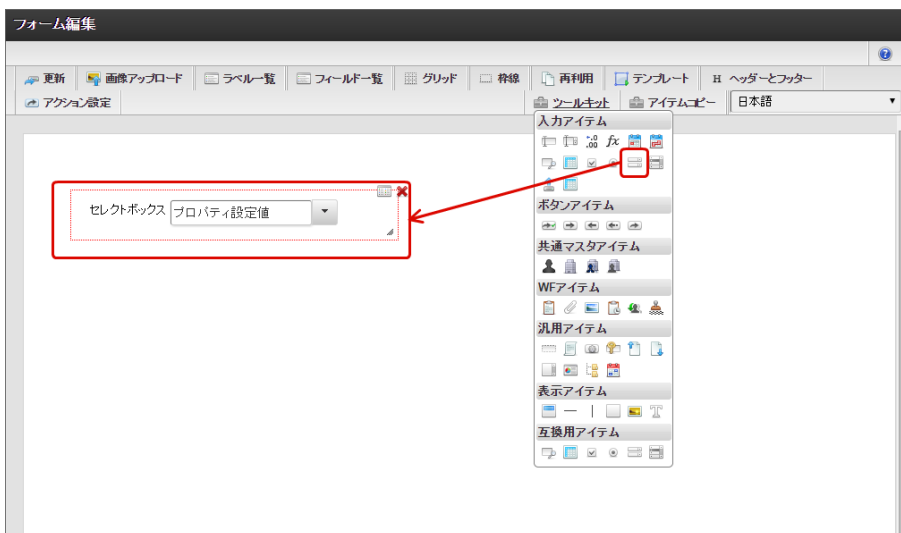 フォーム編集
更新 画像アップロード ラベル一覧 フィールド一覧 グリッド 枠線 再利用 テンプレート H ヘッダーとフッター
アクション設定 ツールキット アイテムコピー 日本語
入力アイテム
セレクトボックス プロパティ設定値
ボタンアイテム
共通マスタアイテム
WFアイテム
汎用アイテム
表示アイテム
互換用アイテム